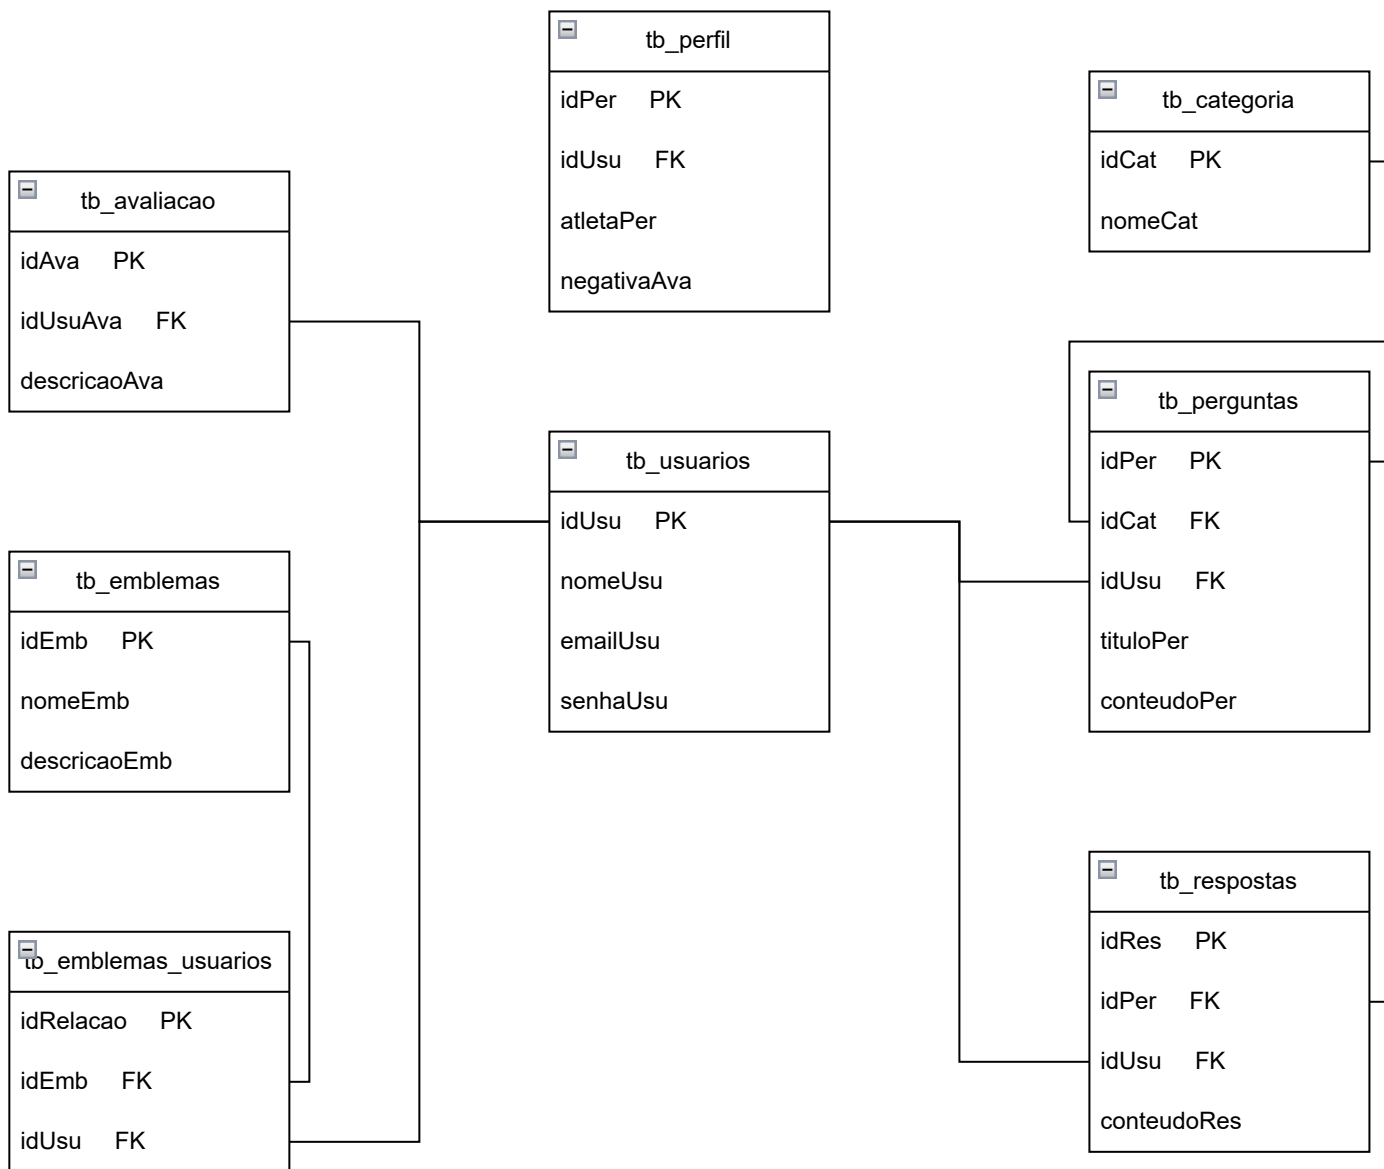 tb_perfil
idPer PK
idUsu FK
atletaPer
negativaAva
tb_categoria
idCat PK
nomeCat
tb_avaliacao
idAva PK
idUsuAva FK
descricaoAva
tb_usuarios
idUsu PK
nomeUsu
emailUsu
senhaUsu
tb_perguntas
idPer PK
idCat FK
idUsu FK
tituloPer
conteudoPer
tb_emblemas
idEmb PK
nomeEmb
descricaoEmb
tb_emblemas_usuarios
idRelacao PK
idEmb FK
idUsu FK
tb_respostas
idRes PK
idPer FK
idUsu FK
conteudoRes